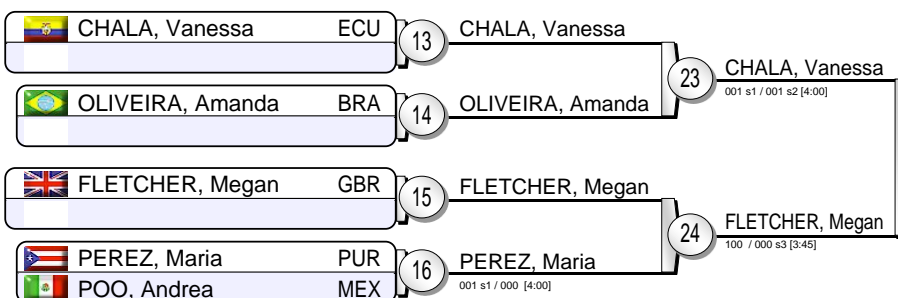 CHALA, Vanessa ECU
13
CHALA, Vanessa
OLIVEIRA, Amanda BRA
14
OLIVEIRA, Amanda
23
CHALA, Vanessa
001 s1 / 001 s2 [4:00]
FLETCHER, Megan GBR
15
FLETCHER, Megan
PEREZ, Maria PUR
POO, Andrea MEX
16
PEREZ, Maria
001 s1 / 000 [4:00]
24
FLETCHER, Megan
100 / 000 s3 [3:45]